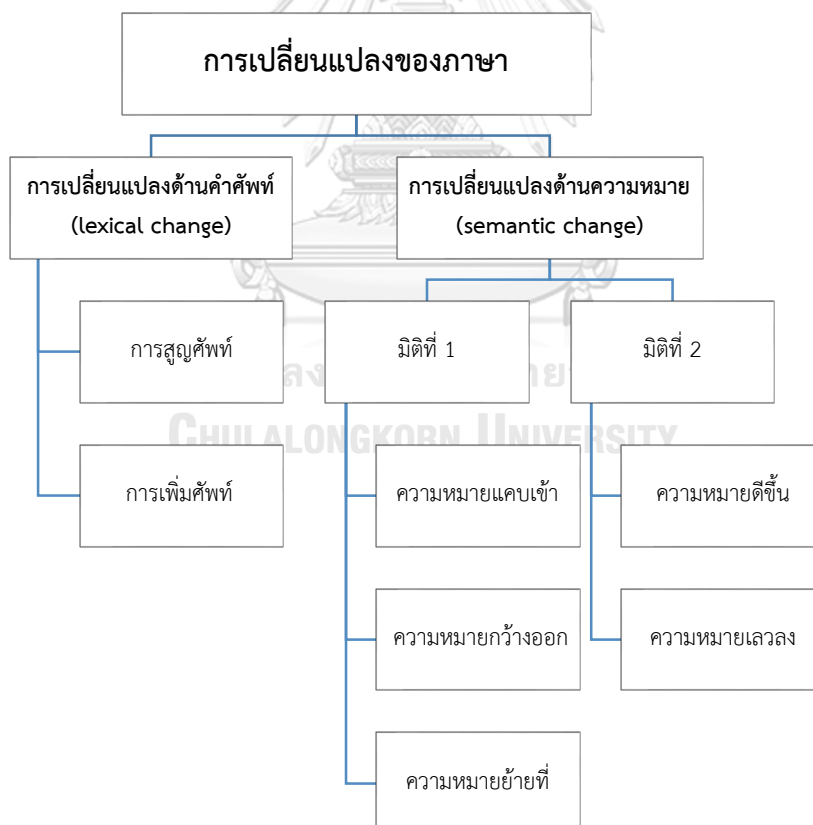 การเปลี่ยนแปลงของภาษา
การเปลี่ยนแปลงด้านคำศัพท์
(lexical change)
การเปลี่ยนแปลงด้านความหมาย
(semantic change)
การสูญศัพท์
มิติที่ 1
มิติที่ 2
CHULALONGKORN UNIVERSITY
การเพิ่มศัพท์
ความหมายแคบเข้า
ความหมายดีขึ้น
ความหมายกว้างออก
ความหมายเลวลง
ความหมายย้ายที่